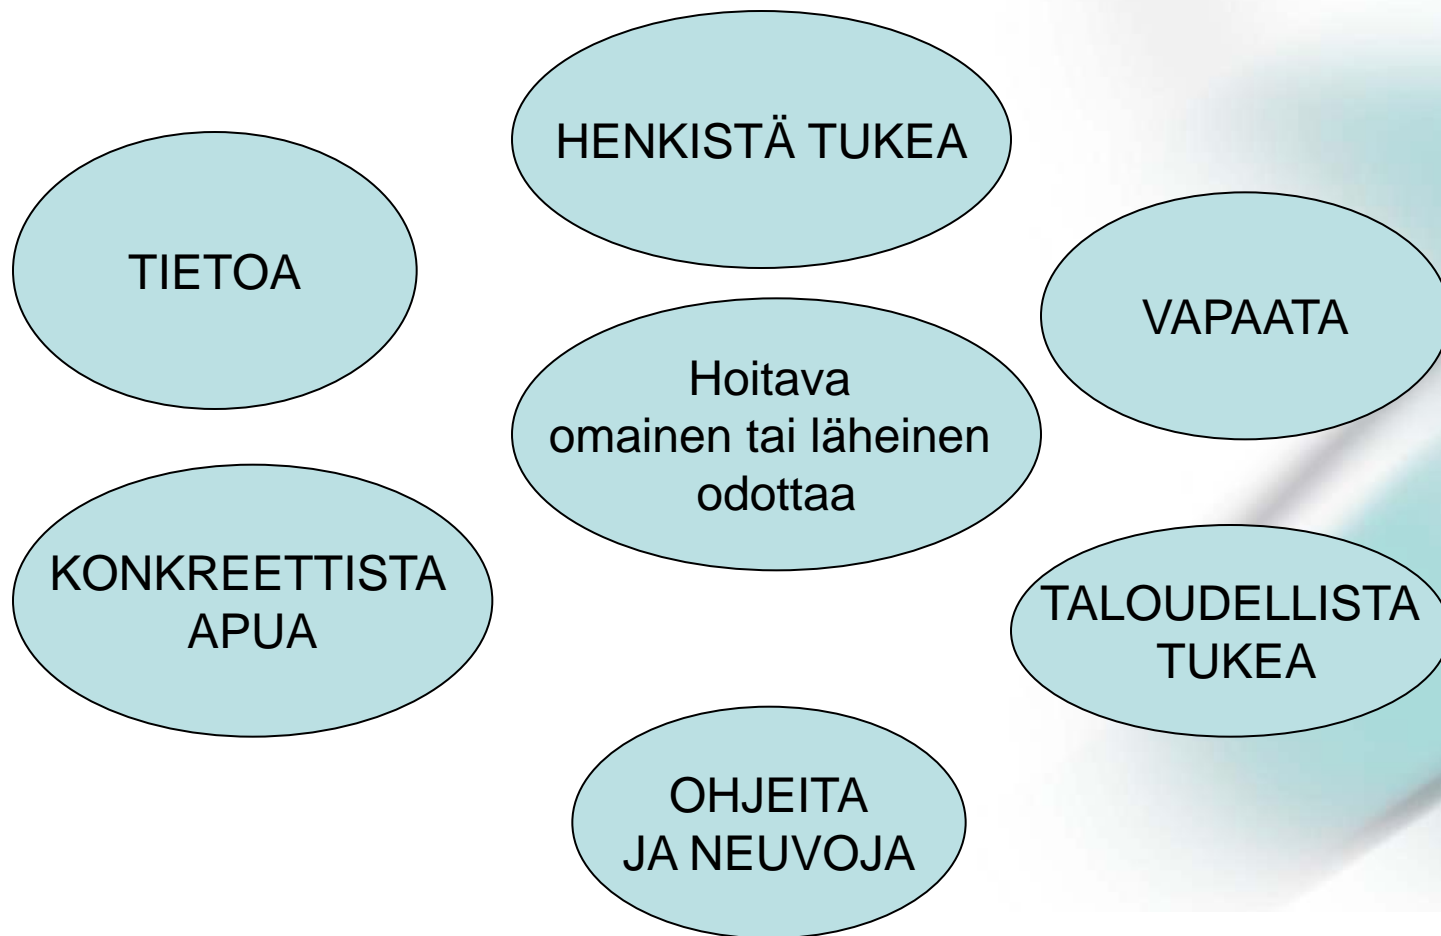 HENKISTÄ TUKEA
TIETOA
VAPAATA
Hoitava
omainen tai läheinen
odottaa
KONKREETTISTA
APUA
TALOUDELLISTA
TUKEA
OHJEITA
JA NEUVOJA